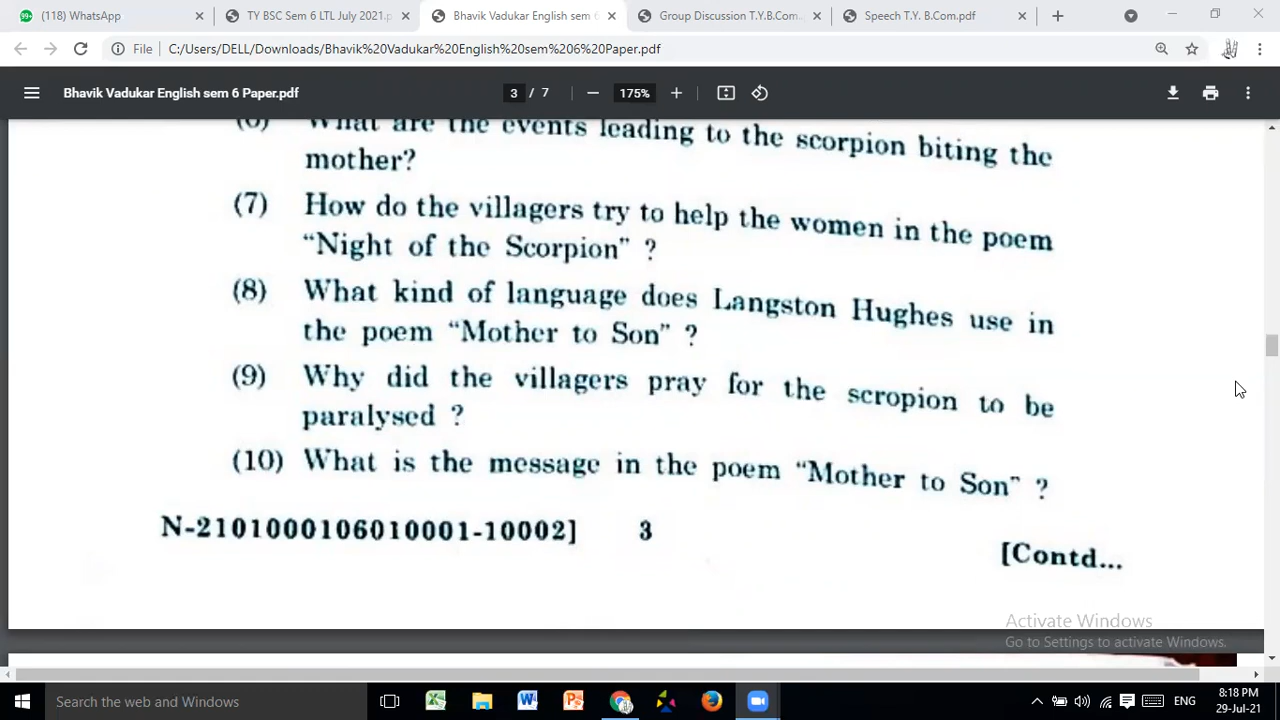 (118) WhatsApp
TY BSC Sem 6 LTL July 2021.p
Bhavik Vadukar English sem 6
Group Discussion T.Y.B.Com.
Speech T.Y. B.Com.pdf
File
C:/Users/DELL/Downloads/Bhavik%20Vadukar%20English%20sem%206%20Paper.pdf
Bhavik Vadukar English sem 6 Paper.pdf
3 / 7
175%
(6) What are the events leading to the scorpion biting the
mother?
(7) How do the villagers try to help the women in the poem
“Night of the Scorpion” ?
(8) What kind of language does Langston Hughes use in
the poem “Mother to Son” ?
(9) Why did the villagers pray for the scropion to be
paralysed ?
(10) What is the message in the poem “Mother to Son” ?
N-2101000106010001-10002] 3
[Contd...
Activate Windows
Go to Settings to activate Windows.
Search the web and Windows
ENG
8:18 PM
29-Jul-21